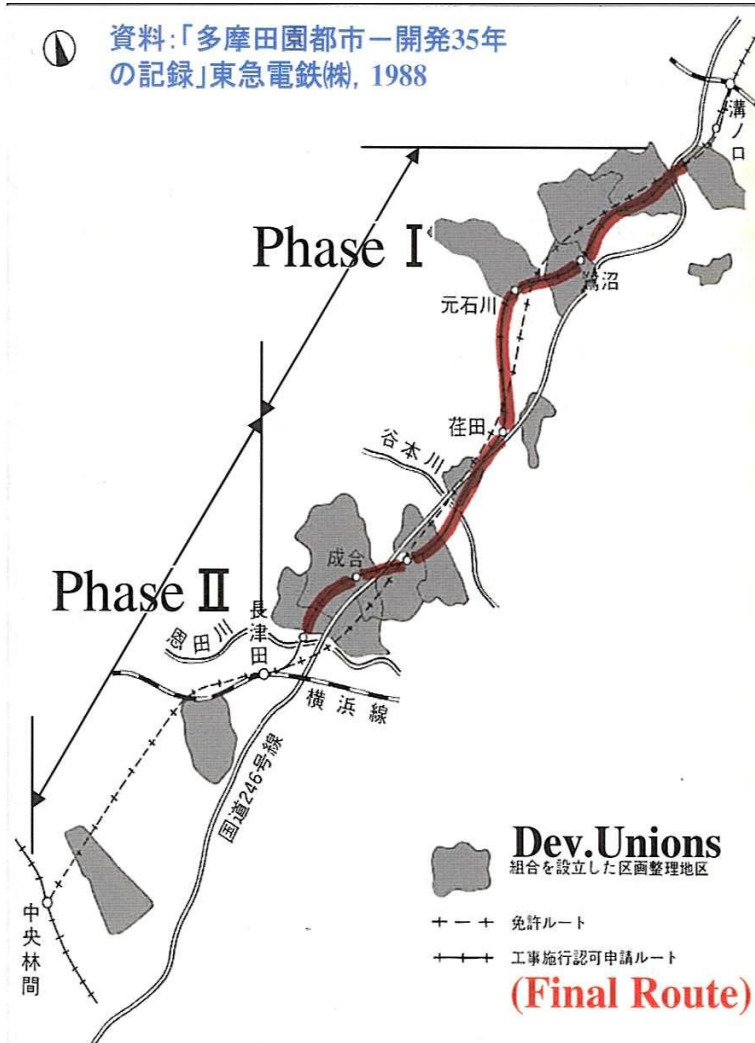 資料:「多摩田園都市－開発35年
の記録」東急電鉄㈱, 1988
溝ノ口
Phase Ⅰ
鷺沼
元石川
荏田
谷本川
成合
Phase Ⅱ
長津田
恩田川
横浜線
国道246号線
Dev.Unions
組合を設立した区画整理地区
中央林間
免許ルート
工事施行認可申請ルート
(Final Route)